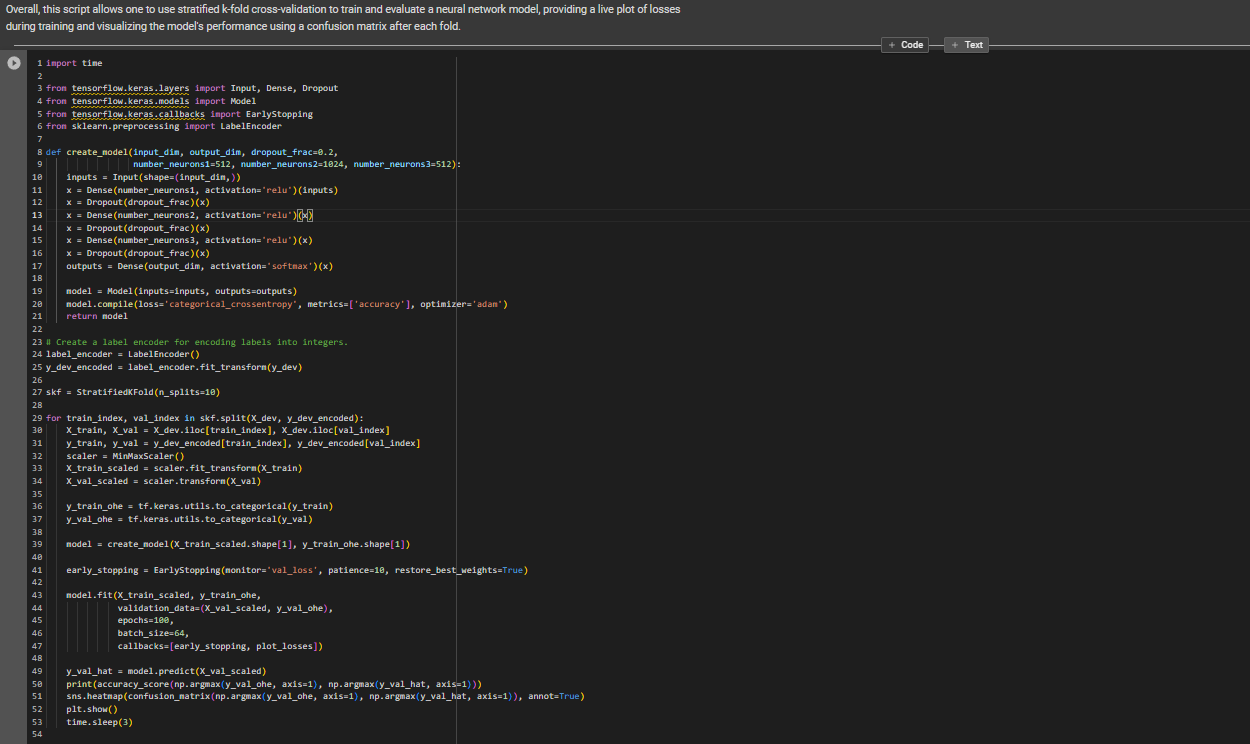 Overall, this script allows one to use stratified k-fold cross-validation to train and evaluate a neural network model, providing a live plot of losses
during training and visualizing the model's performance using a confusion matrix after each fold.
+ Code + Text
1 import time
2
3 from tensorflow.keras.layers import Input, Dense, Dropout
4 from tensorflow.keras.models import Model
5 from tensorflow.keras.callbacks import EarlyStopping
6 from sklearn.preprocessing import LabelEncoder
7
8 def create_model(input_dim, output_dim, dropout_frac=0.2,
9                  number_neurons1=512, number_neurons2=1024, number_neurons3=512):
10     inputs = Input(shape=(input_dim,))
11     x = Dense(number_neurons1, activation='relu')(inputs)
12     x = Dropout(dropout_frac)(x)
13     x = Dense(number_neurons2, activation='relu')(x)
14     x = Dropout(dropout_frac)(x)
15     x = Dense(number_neurons3, activation='relu')(x)
16     x = Dropout(dropout_frac)(x)
17     outputs = Dense(output_dim, activation='softmax')(x)
18
19     model = Model(inputs=inputs, outputs=outputs)
20     model.compile(loss='categorical_crossentropy', metrics=['accuracy'], optimizer='adam')
21     return model
22
23 # Create a label encoder for encoding labels into integers.
24 label_encoder = LabelEncoder()
25 y_dev_encoded = label_encoder.fit_transform(y_dev)
26
27 skf = StratifiedKFold(n_splits=10)
28
29 for train_index, val_index in skf.split(X_dev, y_dev_encoded):
30     X_train, X_val = X_dev.iloc[train_index], X_dev.iloc[val_index]
31     y_train, y_val = y_dev_encoded[train_index], y_dev_encoded[val_index]
32     scaler = MinMaxScaler()
33     X_train_scaled = scaler.fit_transform(X_train)
34     X_val_scaled = scaler.transform(X_val)
35
36     y_train_ohe = tf.keras.utils.to_categorical(y_train)
37     y_val_ohe = tf.keras.utils.to_categorical(y_val)
38
39     model = create_model(X_train_scaled.shape[1], y_train_ohe.shape[1])
40
41     early_stopping = EarlyStopping(monitor='val_loss', patience=10, restore_best_weights=True)
42
43     model.fit(X_train_scaled, y_train_ohe,
44               validation_data=(X_val_scaled, y_val_ohe),
45               epochs=100,
46               batch_size=64,
47               callbacks=[early_stopping, plot_losses])
48
49     y_val_hat = model.predict(X_val_scaled)
50     print(accuracy_score(np.argmax(y_val_ohe, axis=1), np.argmax(y_val_hat, axis=1)))
51     sns.heatmap(confusion_matrix(np.argmax(y_val_ohe, axis=1), np.argmax(y_val_hat, axis=1)), annot=True)
52     plt.show()
53     time.sleep(3)
54